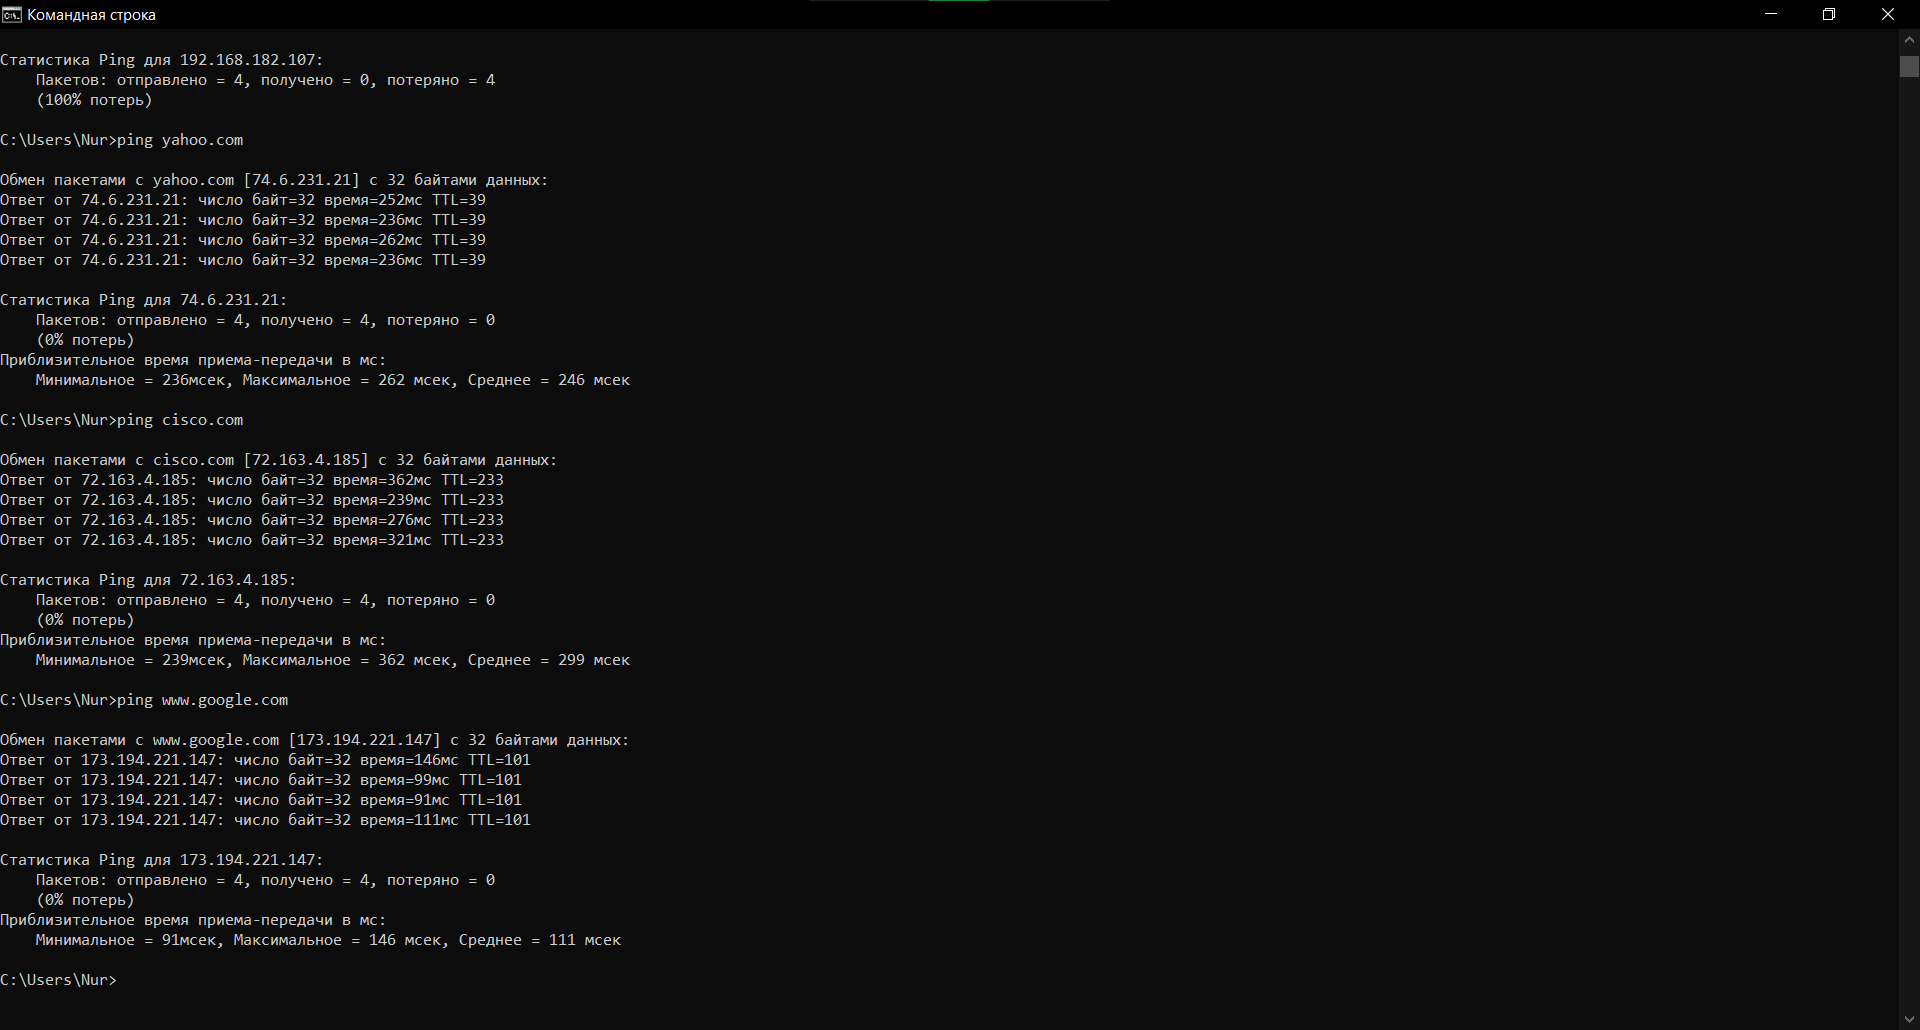 Командная строка
Статистика Ping для 192.168.182.107:
Пакетов: отправлено = 4, получено = 0, потеряно = 4
(100% потерь)
C:\Users\Nur>ping yahoo.com
Обмен пакетами с yahoo.com [74.6.231.21] с 32 байтами данных:
Ответ от 74.6.231.21: число байт=32 время=252мс TTL=39
Ответ от 74.6.231.21: число байт=32 время=236мс TTL=39
Ответ от 74.6.231.21: число байт=32 время=262мс TTL=39
Ответ от 74.6.231.21: число байт=32 время=236мс TTL=39
Статистика Ping для 74.6.231.21:
Пакетов: отправлено = 4, получено = 4, потеряно = 0
(0% потерь)
Приблизительное время приема-передачи в мс:
Минимальное = 236мсек, Максимальное = 262 мсек, Среднее = 246 мсек
C:\Users\Nur>ping cisco.com
Обмен пакетами с cisco.com [72.163.4.185] с 32 байтами данных:
Ответ от 72.163.4.185: число байт=32 время=362мс TTL=233
Ответ от 72.163.4.185: число байт=32 время=239мс TTL=233
Ответ от 72.163.4.185: число байт=32 время=276мс TTL=233
Ответ от 72.163.4.185: число байт=32 время=321мс TTL=233
Статистика Ping для 72.163.4.185:
Пакетов: отправлено = 4, получено = 4, потеряно = 0
(0% потерь)
Приблизительное время приема-передачи в мс:
Минимальное = 239мсек, Максимальное = 362 мсек, Среднее = 299 мсек
C:\Users\Nur>ping www.google.com
Обмен пакетами с www.google.com [173.194.221.147] с 32 байтами данных:
Ответ от 173.194.221.147: число байт=32 время=146мс TTL=101
Ответ от 173.194.221.147: число байт=32 время=99мс TTL=101
Ответ от 173.194.221.147: число байт=32 время=91мс TTL=101
Ответ от 173.194.221.147: число байт=32 время=111мс TTL=101
Статистика Ping для 173.194.221.147:
Пакетов: отправлено = 4, получено = 4, потеряно = 0
(0% потерь)
Приблизительное время приема-передачи в мс:
Минимальное = 91мсек, Максимальное = 146 мсек, Среднее = 111 мсек
C:\Users\Nur>